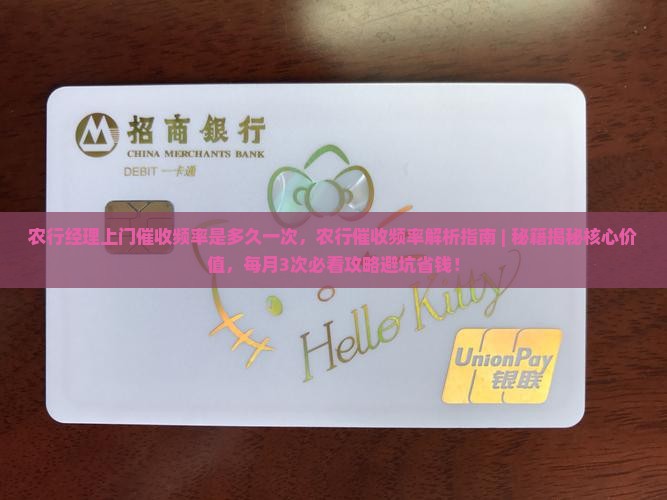 招商銀行
CHINA MERCHANTS BANK
DEBIT 一卡通
农行经理上门催收频率是多久一次，农行催收频率解析指南 | 秘籍揭秘核心价
值，每月3次必看攻略避坑省钱！
Hello Kitty
UnionPay
银联